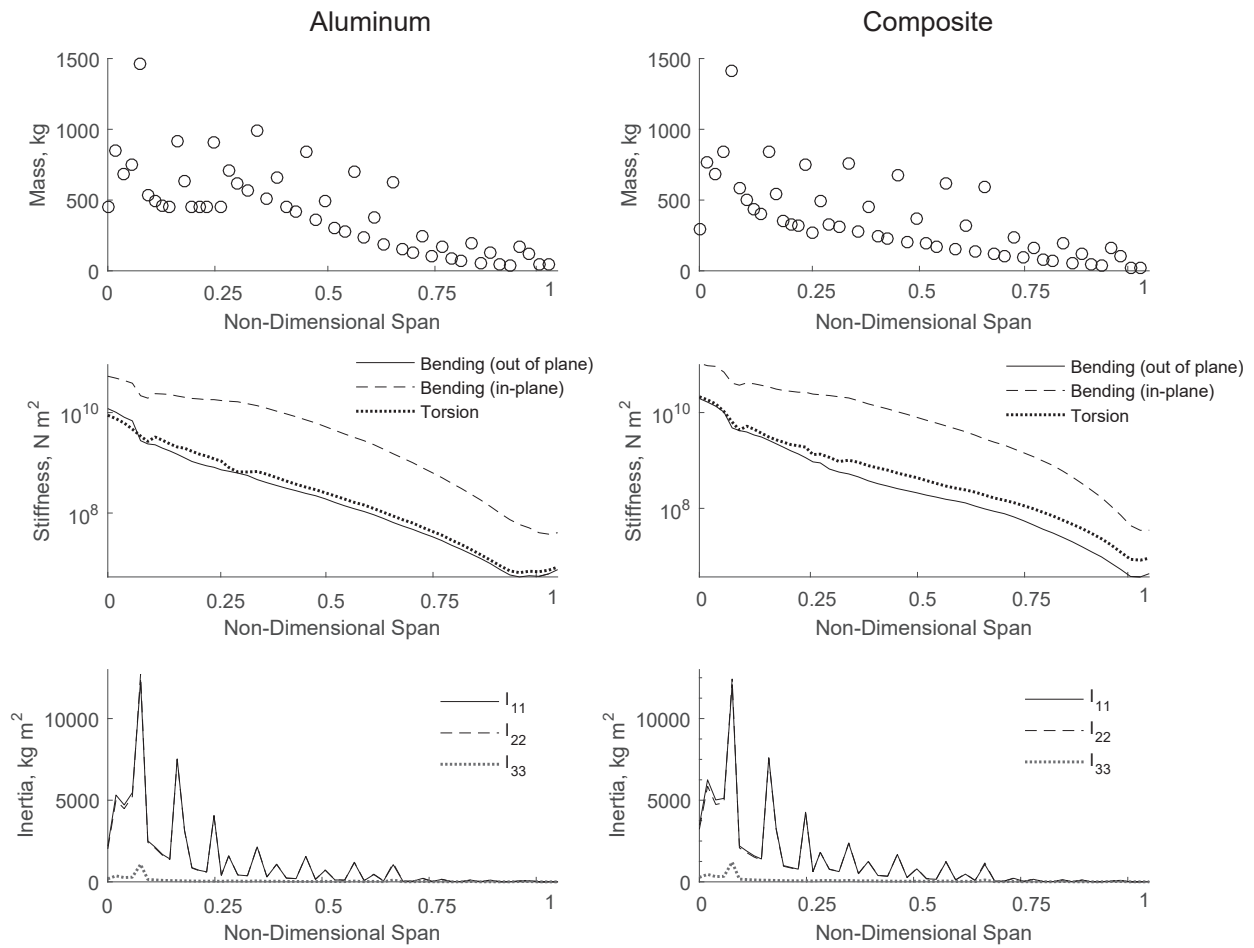 Aluminum
Composite
1500
1000
500
0
Mass, kg
0 0.25 0.5 0.75 1
Non-Dimensional Span
1500
1000
500
0
Mass, kg
0 0.25 0.5 0.75 1
Non-Dimensional Span
Bending (out of plane)
Bending (in-plane)
Torsion
10^10
10^8
Stiffness, N m^2
0 0.25 0.5 0.75 1
Non-Dimensional Span
Bending (out of plane)
Bending (in-plane)
Torsion
10^10
10^8
Stiffness, N m^2
0 0.25 0.5 0.75 1
Non-Dimensional Span
I_11
I_22
I_33
10000
5000
0
Inertia, kg m^2
0 0.25 0.5 0.75 1
Non-Dimensional Span
I_11
I_22
I_33
10000
5000
0
Inertia, kg m^2
0 0.25 0.5 0.75 1
Non-Dimensional Span